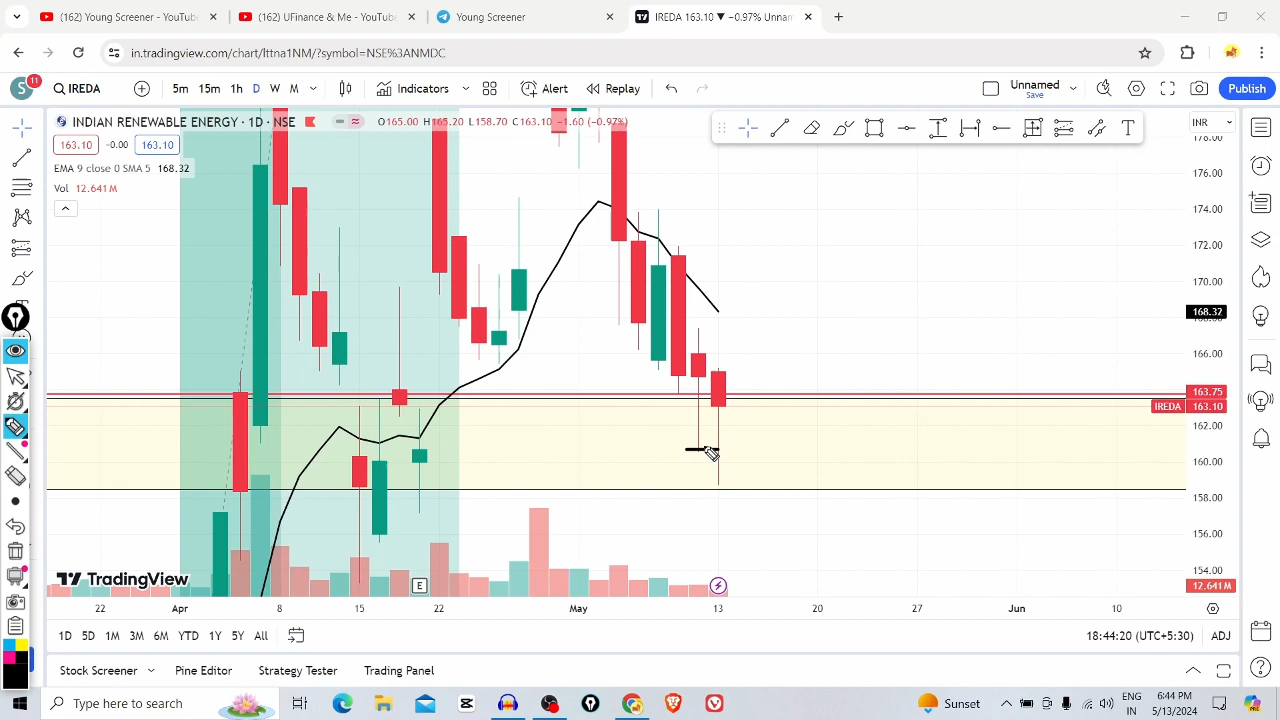 (162) Young Screener - YouTube
(162) UFinance & Me - YouTube
Young Screener
IREDA 163.10 ▼ −0.97% Unnam
in.tradingview.com/chart/lttna1NM/?symbol=NSE%3ANMDC
S
11
IREDA
5m
15m
1h
D
W
M
Indicators
Alert
Replay
Unnamed
Save
Publish
INDIAN RENEWABLE ENERGY · 1D · NSE
O165.00 H165.20 L158.70 C163.10 −1.60 (−0.97%)
163.10
-0.00
163.10
EMA 9 close 0 SMA 5 168.32
Vol 12.641M
INR
178.00
176.00
174.00
172.00
170.00
168.32
168.00
166.00
163.75
IREDA 163.10
162.00
160.00
158.00
156.00
154.00
12.641M
TradingView
E
22
Apr
8
15
22
May
13
20
27
Jun
10
1D
5D
1M
3M
6M
YTD
1Y
5Y
All
18:44:20 (UTC+5:30)
ADJ
Stock Screener
Pine Editor
Strategy Tester
Trading Panel
Type here to search
Sunset
ENG
IN
6:44 PM
5/13/2024